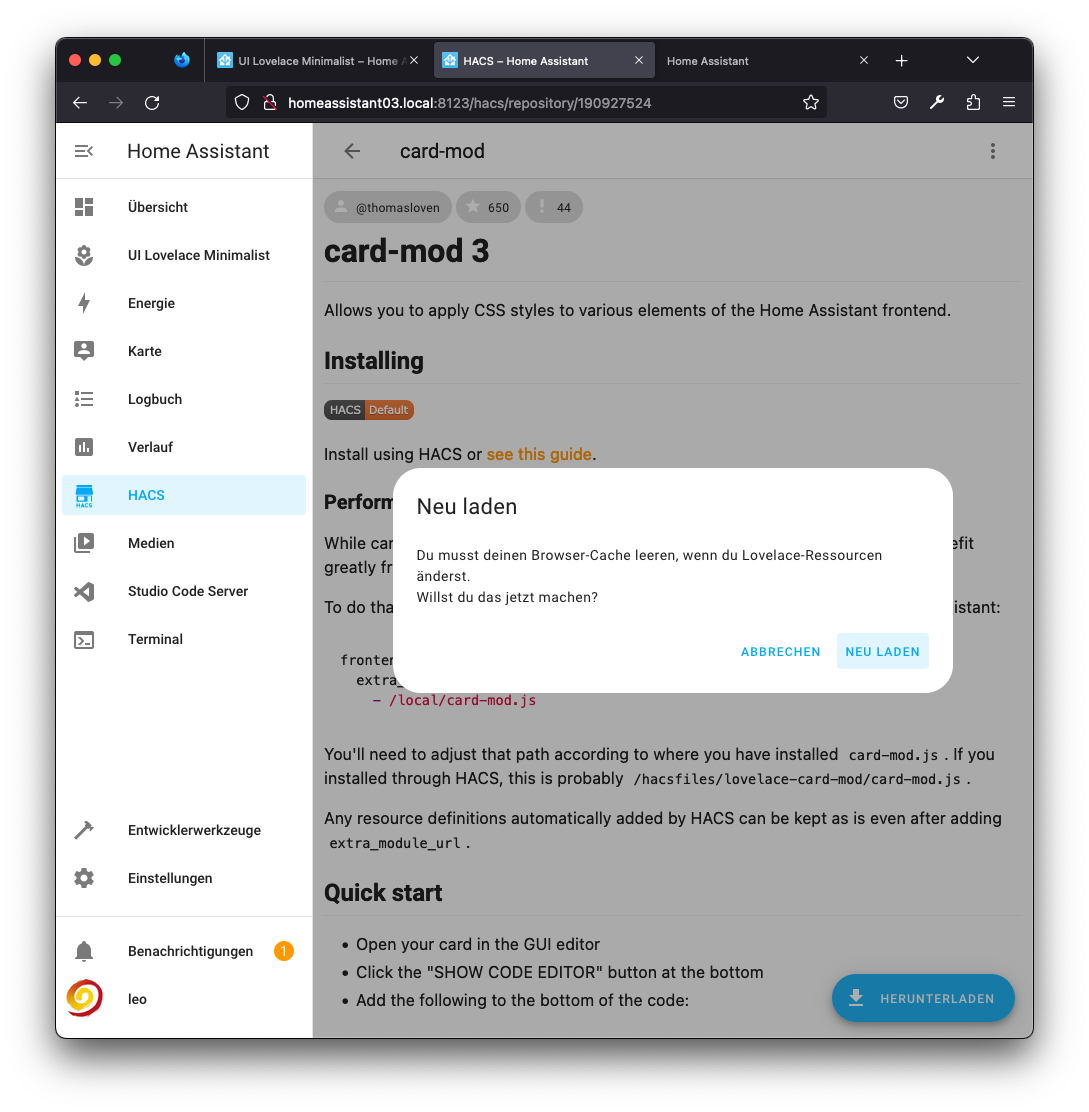 UI Lovelace Minimalist – Home A
HACS – Home Assistant
Home Assistant
homeassistant03.local:8123/hacs/repository/190927524
Home Assistant
Übersicht
UI Lovelace Minimalist
Energie
Karte
Logbuch
Verlauf
HACS
HACS
Medien
Studio Code Server
Terminal
Entwicklerwerkzeuge
Einstellungen
Benachrichtigungen 1
leo
card-mod
@thomasloven 650 44
card-mod 3
Allows you to apply CSS styles to various elements of the Home Assistant frontend.
Installing
HACS Default
Install using HACS or see this guide.
Perform
While car
efit
greatly fr
To do tha
istant:
fronten
extra_
– /local/card-mod.js
Neu laden
Du musst deinen Browser-Cache leeren, wenn du Lovelace-Ressourcen
änderst.
Willst du das jetzt machen?
ABBRECHEN NEU LADEN
You'll need to adjust that path according to where you have installed card-mod.js . If you
installed through HACS, this is probably /hacsfiles/lovelace-card-mod/card-mod.js .
Any resource definitions automatically added by HACS can be kept as is even after adding
extra_module_url .
Quick start
• Open your card in the GUI editor
• Click the "SHOW CODE EDITOR" button at the bottom
• Add the following to the bottom of the code:
HERUNTERLADEN